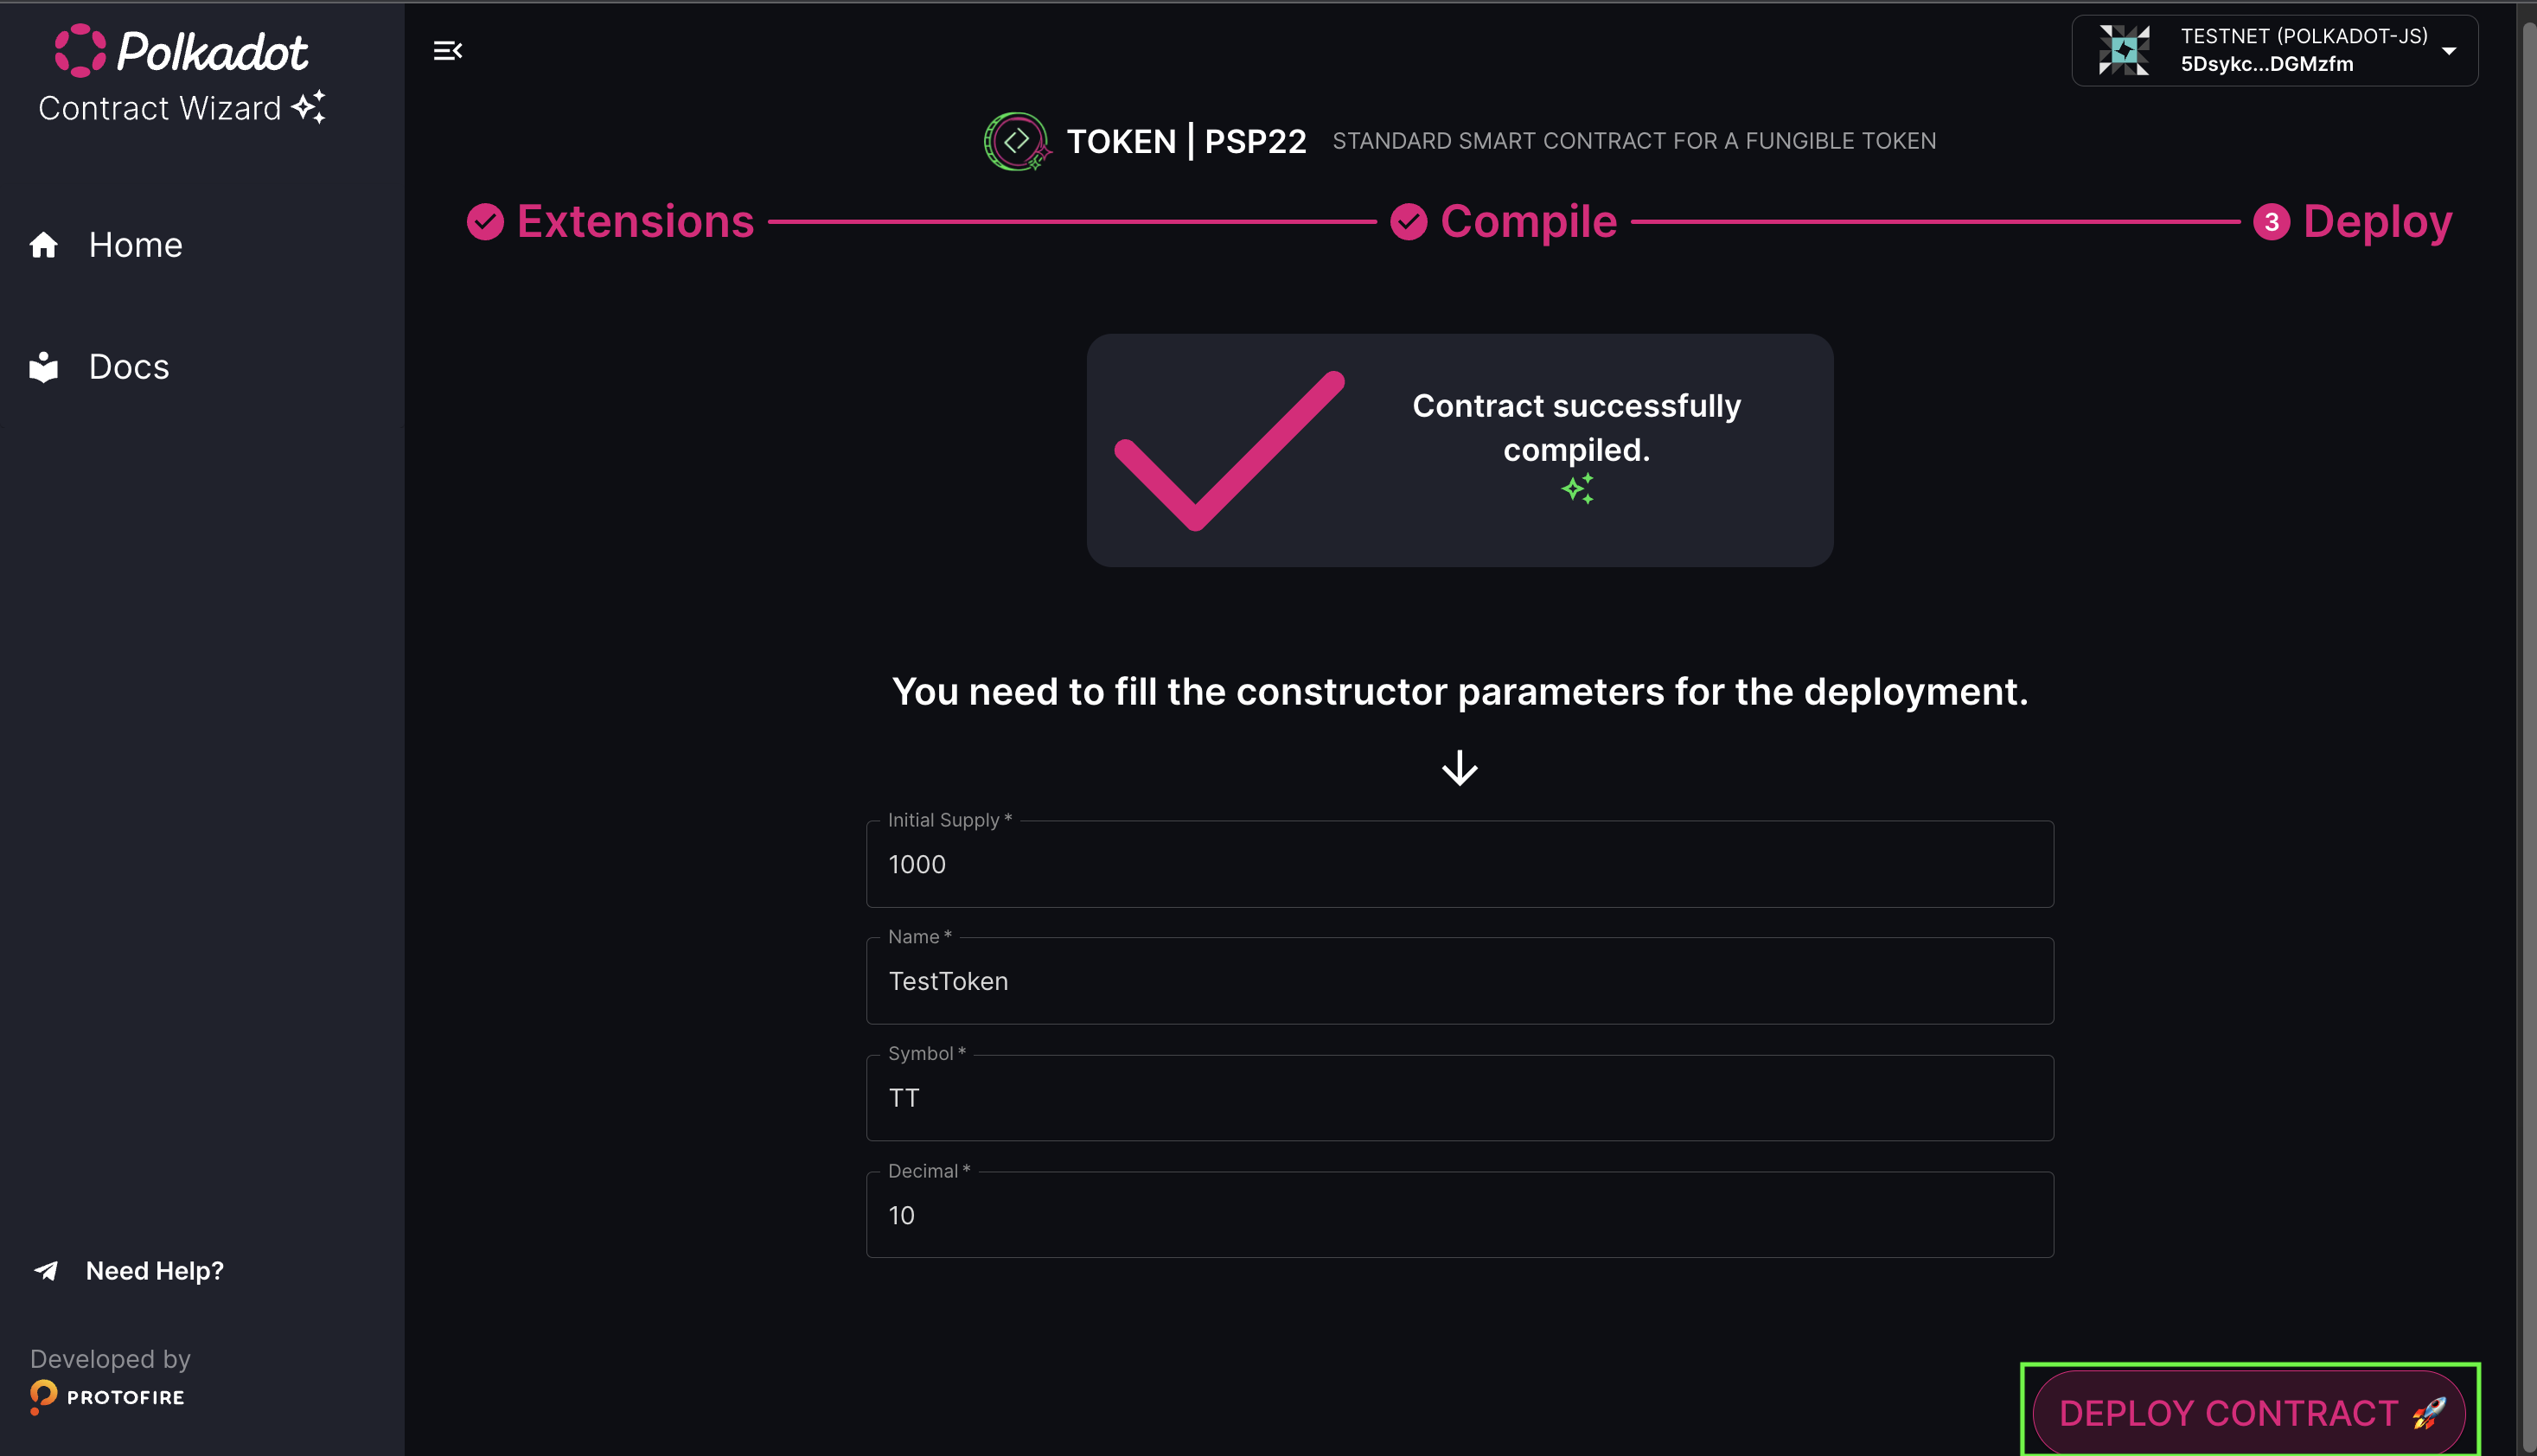 Polkadot
Contract Wizard
Home
Docs
Need Help?
Developed by
PROTOFIRE
TESTNET (POLKADOT-JS)
5Dsykc...DGMzfm
TOKEN | PSP22 STANDARD SMART CONTRACT FOR A FUNGIBLE TOKEN
Extensions
Compile
3 Deploy
Contract successfully
compiled.
You need to fill the constructor parameters for the deployment.
Initial Supply *
1000
Name *
TestToken
Symbol *
TT
Decimal *
10
DEPLOY CONTRACT 🚀